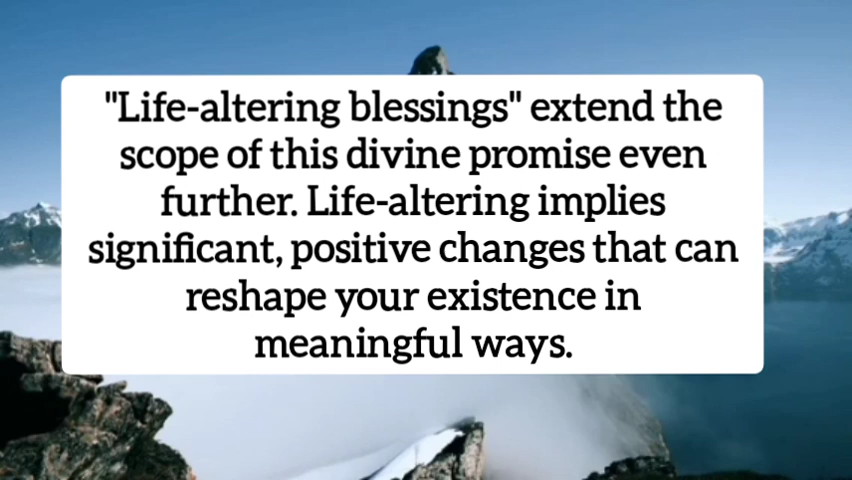 "Life-altering blessings" extend the
scope of this divine promise even
further. Life-altering implies
significant, positive changes that can
reshape your existence in
meaningful ways.